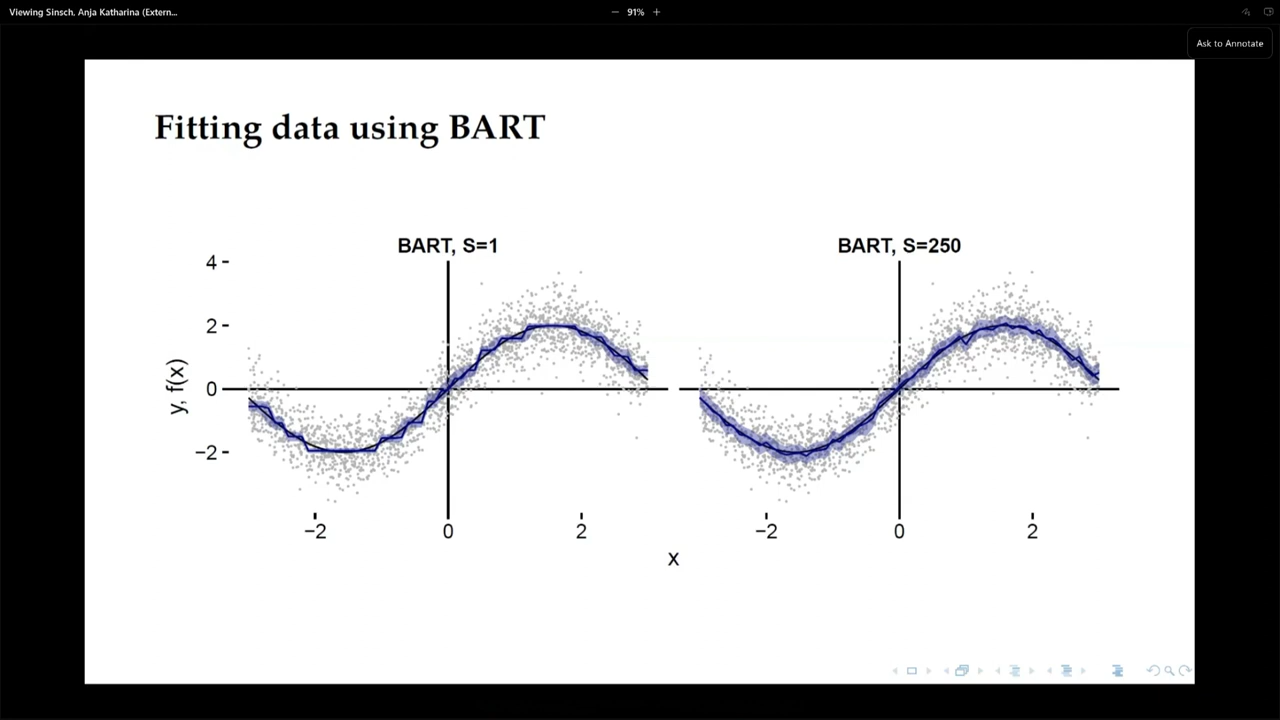 Viewing Sinsch, Anja Katharina (Extern...
− 91% +
Ask to Annotate
Fitting data using BART
BART, S=1
BART, S=250
4
2
0
−2
y, f(x)
−2
0
2
−2
0
2
x